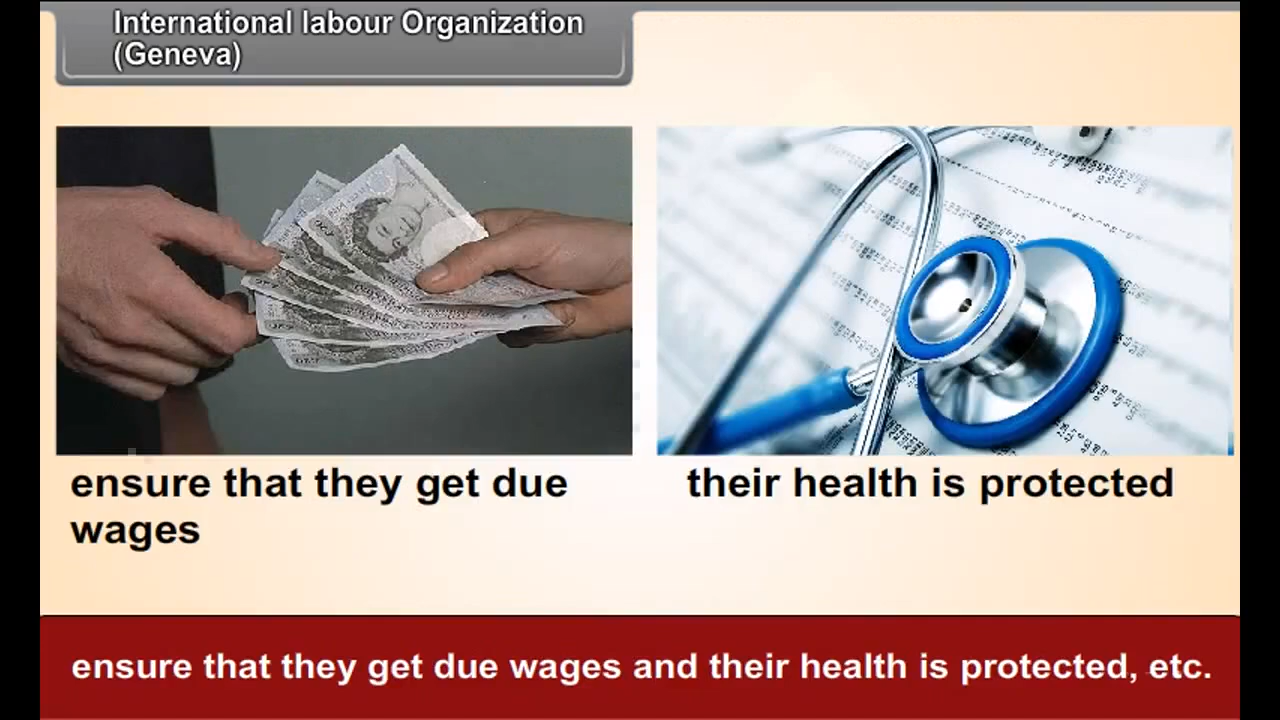 International labour Organization
(Geneva)
ensure that they get due
wages
their health is protected
ensure that they get due wages and their health is protected, etc.